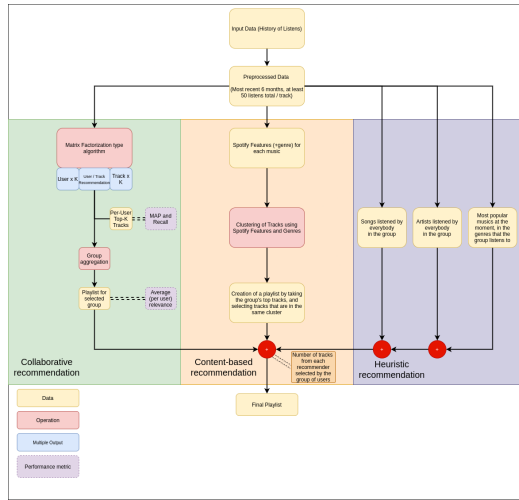 Input Data (History of Listens)
Preprocessed Data
(Most recent 6 months, at least
50 listens total / track)
Matrix Factorization type
algorithm
User x K
User / Track
Recommendation
Track x
K
Per-User
Top-K
Tracks
MAP and
Recall
Group
aggregation
Playlist for
selected
group
Average
(per user)
relevance
Collaborative
recommendation
Spotify Features (+genre) for
each music
Clustering of Tracks using
Spotify Features and Genres
Creation of a playlist by taking
the group's top tracks, and
selecting tracks that are in the
same cluster
Content-based
recommendation
Number of tracks
from each
recommender
selected by the
group of users
Songs listened by
everybody
in the group
Artists listened by
everybody
in the group
Most popular
musics at the
moment, in the
genres that the
group listens to
+
+
+
Heuristic
recommendation
Final Playlist
Data
Operation
Multiple Output
Performance metric